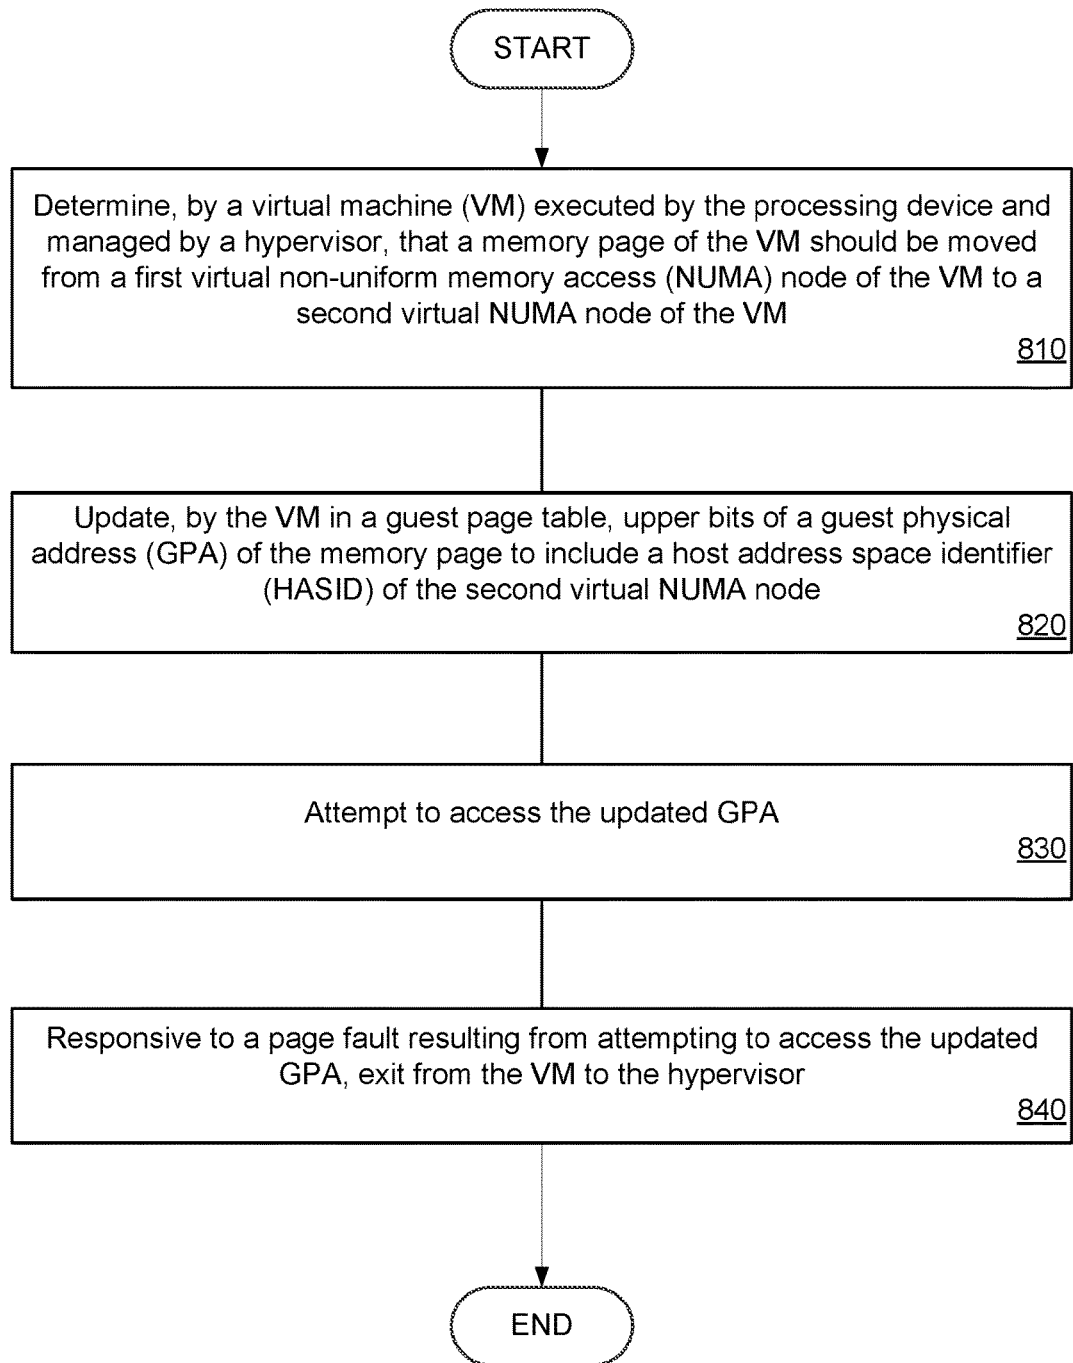 START
Determine, by a virtual machine (VM) executed by the processing device and
managed by a hypervisor, that a memory page of the VM should be moved
from a first virtual non-uniform memory access (NUMA) node of the VM to a
second virtual NUMA node of the VM
810
Update, by the VM in a guest page table, upper bits of a guest physical
address (GPA) of the memory page to include a host address space identifier
(HASID) of the second virtual NUMA node
820
Attempt to access the updated GPA
830
Responsive to a page fault resulting from attempting to access the updated
GPA, exit from the VM to the hypervisor
840
END